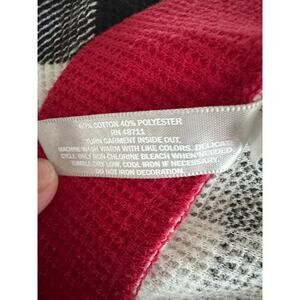 60% COTTON 40% POLYESTER
RN 48711
TURN GARMENT INSIDE OUT,
MACHINE WASH WARM WITH LIKE COLORS, DELICATE
CYCLE ONLY NON CHLORINE BLEACH WHEN NEEDED.
TUMBLE DRY LOW, COOL IRON IF NECESSARY.
DO NOT IRON DECORATION.